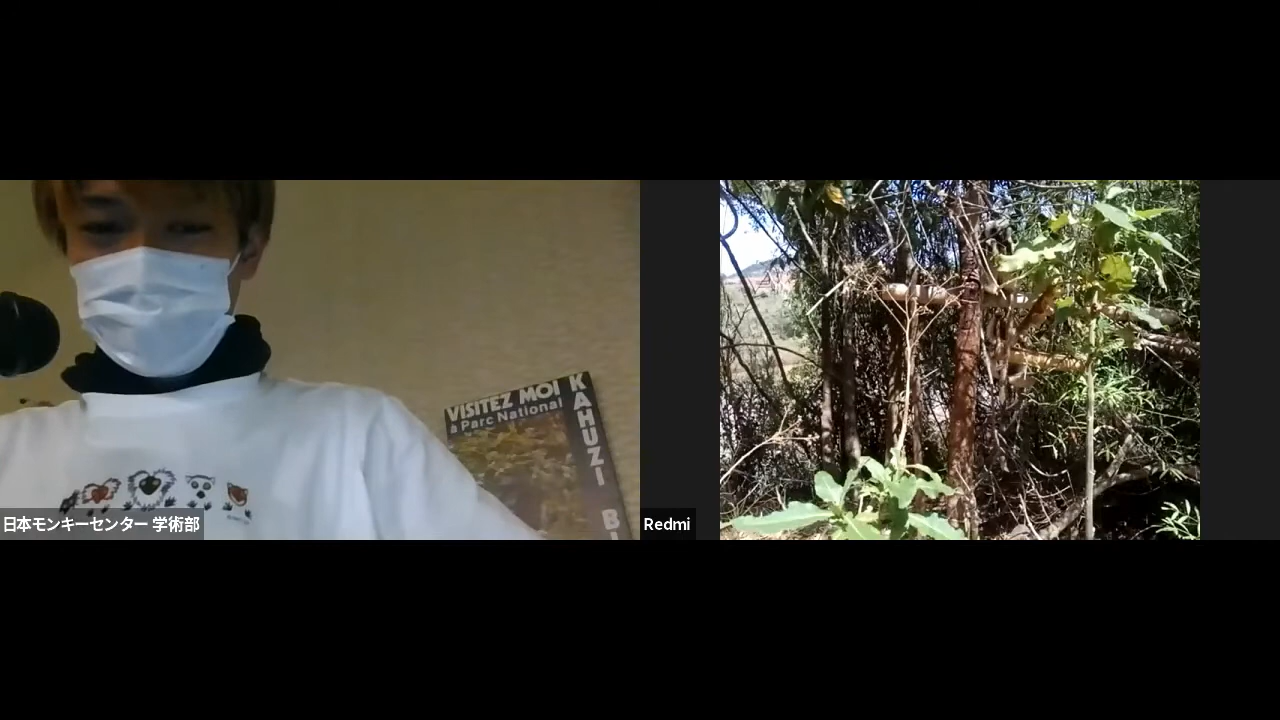 VISITEZ MOI
à Parc National
KAHUZI
日本モンキーセンター 学術部
Redmi